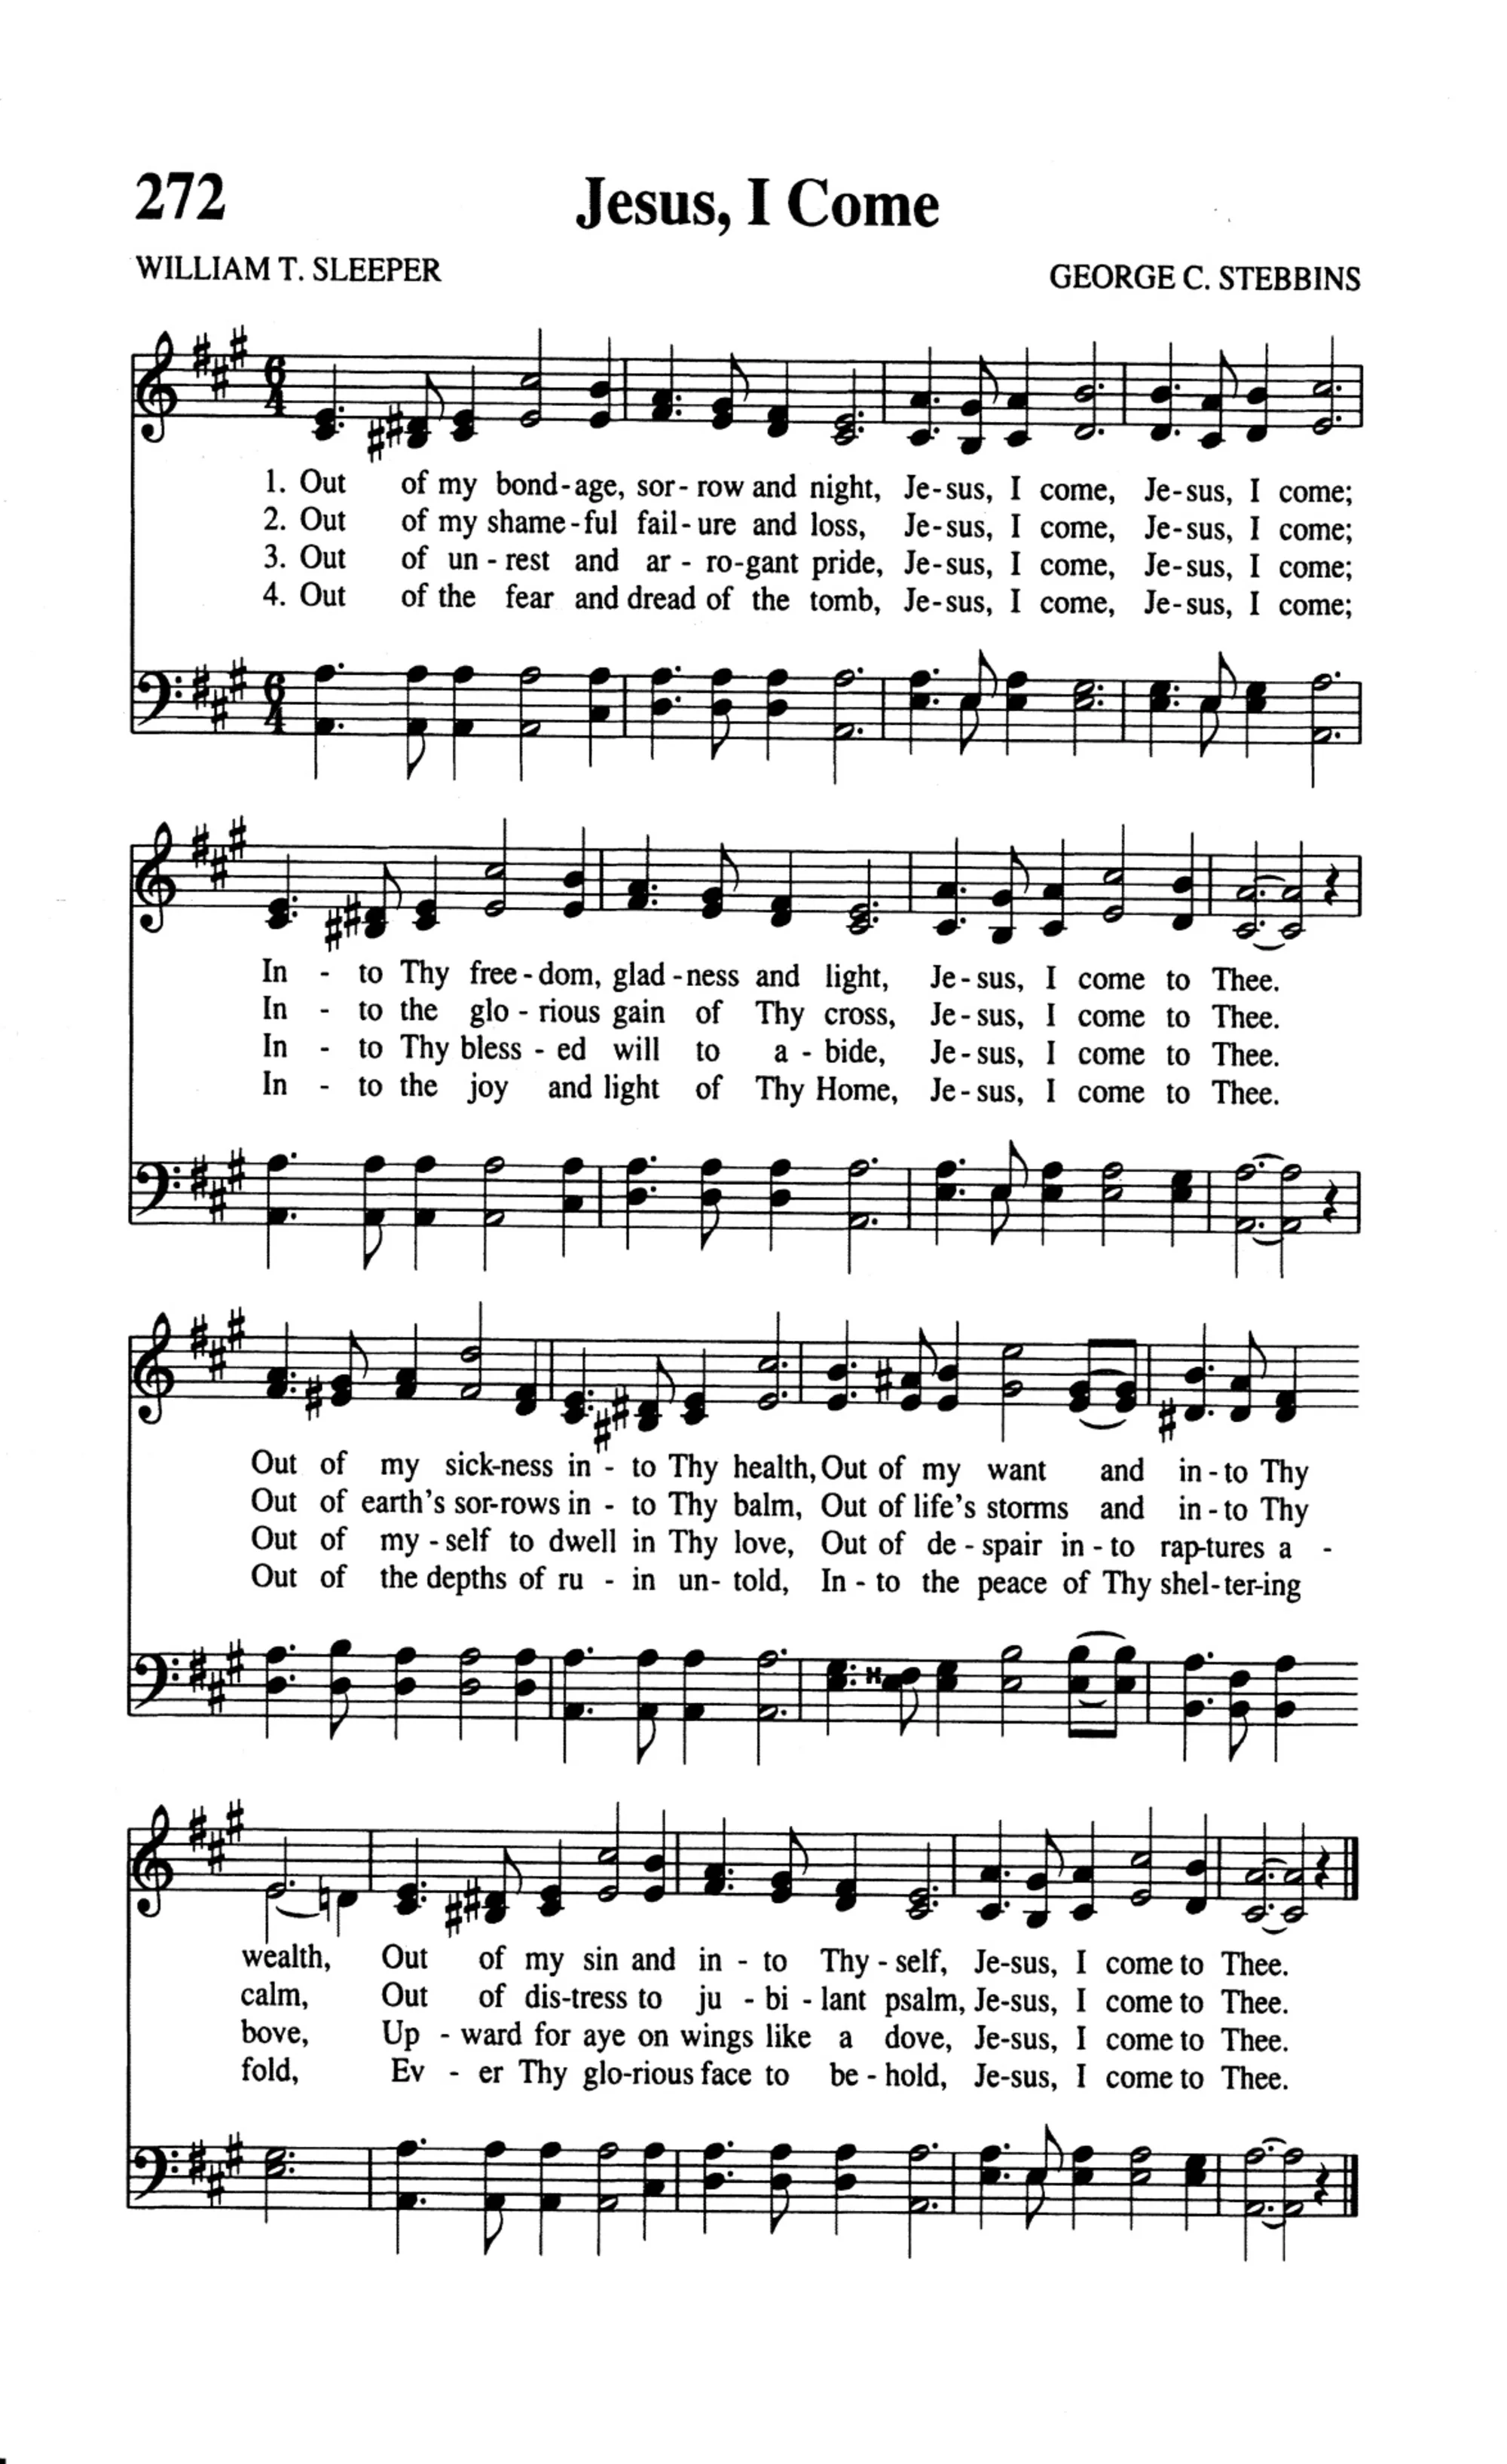 272
Jesus, I Come
WILLIAM T. SLEEPER
GEORGE C. STEBBINS
1. Out of my bond-age, sor-row and night, Je-sus, I come, Je-sus, I come;
2. Out of my shame-ful fail-ure and loss, Je-sus, I come, Je-sus, I come;
3. Out of un-rest and ar-ro-gant pride, Je-sus, I come, Je-sus, I come;
4. Out of the fear and dread of the tomb, Je-sus, I come, Je-sus, I come;
In - to Thy free-dom, glad-ness and light, Je-sus, I come to Thee.
In - to the glo-rious gain of Thy cross, Je-sus, I come to Thee.
In - to Thy bless-ed will to a-bide, Je-sus, I come to Thee.
In - to the joy and light of Thy Home, Je-sus, I come to Thee.
Out of my sick-ness in-to Thy health, Out of my want and in-to Thy
Out of earth's sor-rows in-to Thy balm, Out of life's storms and in-to Thy
Out of my-self to dwell in Thy love, Out of de-spair in-to rap-tures a -
Out of the depths of ru-in un-told, In-to the peace of Thy shel-ter-ing
wealth, Out of my sin and in-to Thy-self, Je-sus, I come to Thee.
calm, Out of dis-tress to ju-bi-lant psalm, Je-sus, I come to Thee.
bove, Up-ward for aye on wings like a dove, Je-sus, I come to Thee.
fold, Ev-er Thy glo-rious face to be-hold, Je-sus, I come to Thee.